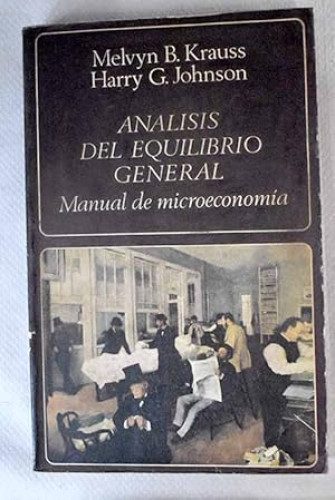 Melvyn B. Krauss
Harry G. Johnson
ANALISIS
DEL EQUILIBRIO
GENERAL
Manual de microeconomía